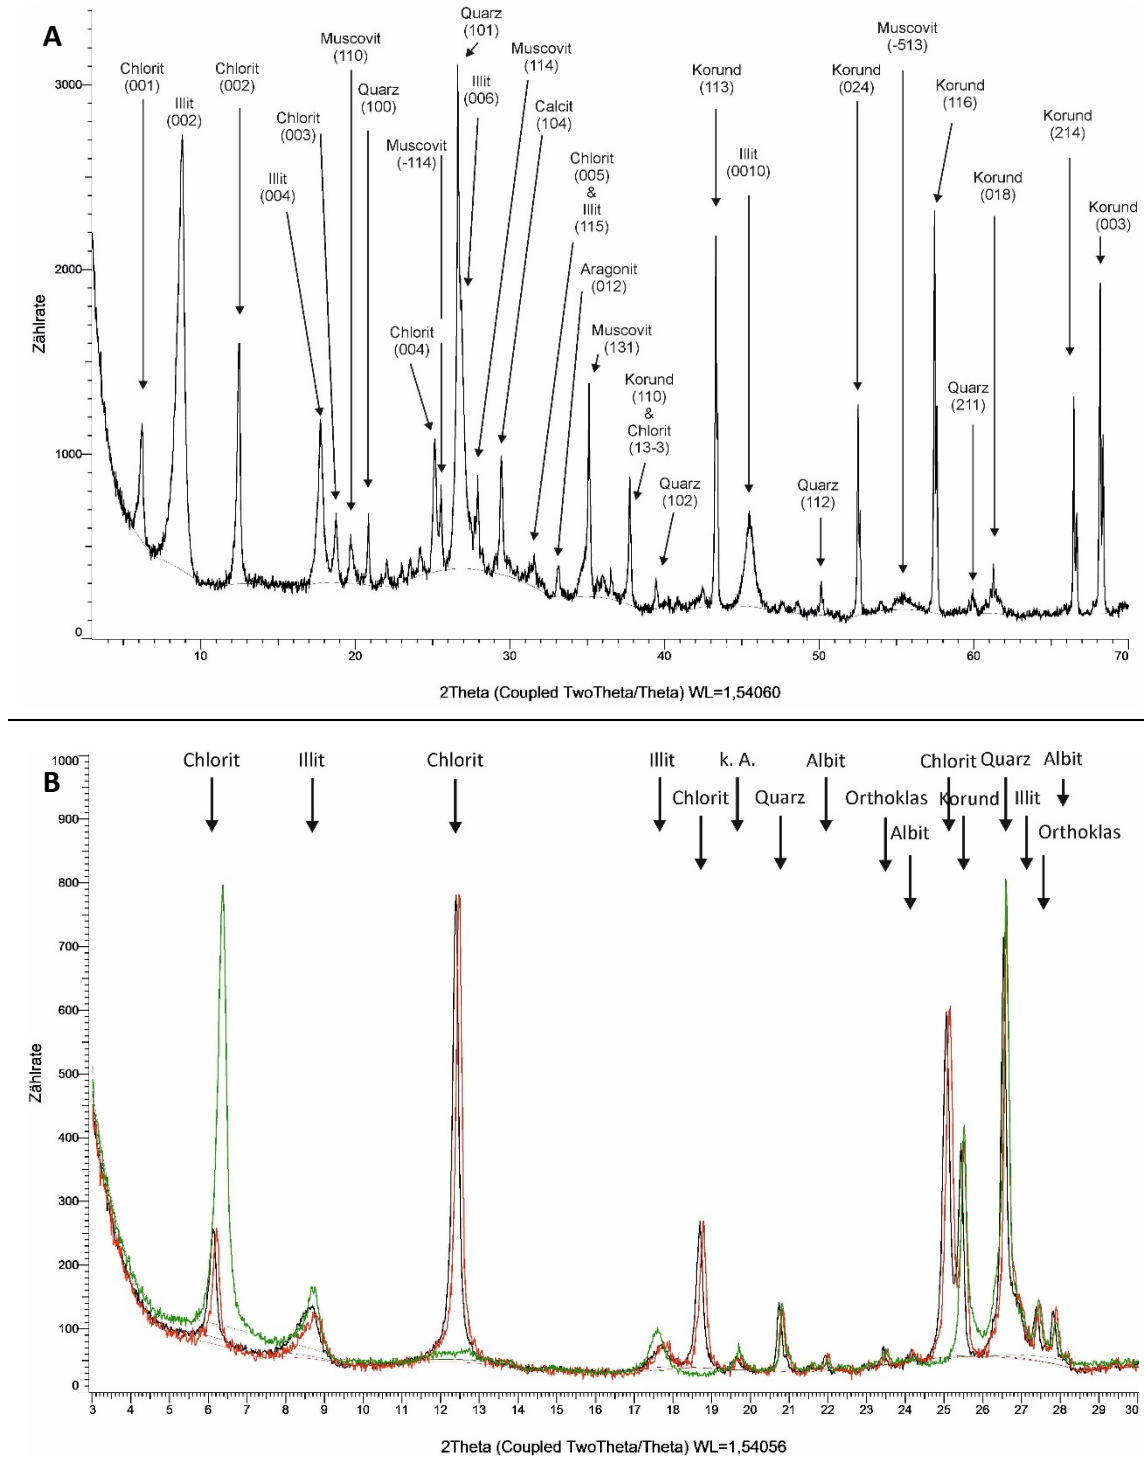 A
Chlorit
(001)
Illit
(002)
Chlorit
(002)
Chlorit
(003)
Illit
(004)
Muscovit
(110)
Quarz
(100)
Muscovit
(-114)
Chlorit
(004)
Quarz
(101)
Illit
(006)
Muscovit
(114)
Calcit
(104)
Chlorit
(005)
&
Illit
(115)
Aragonit
(012)
Muscovit
(131)
Korund
(110)
&
Chlorit
(13-3)
Quarz
(102)
Korund
(113)
Illit
(0010)
Quarz
(112)
Korund
(024)
Muscovit
(-513)
Korund
(116)
Quarz
(211)
Korund
(018)
Korund
(214)
Korund
(003)
Zählrate
3000
2000
1000
0
10 20 30 40 50 60 70
2Theta (Coupled TwoTheta/Theta) WL=1,54060
B
Chlorit Illit Chlorit Illit k. A. Albit Chlorit Quarz Albit
Chlorit Quarz Orthoklas Korund Illit
Albit Orthoklas
Zählrate
1000
900
800
700
600
500
400
300
200
100
0
3 4 5 6 7 8 9 10 11 12 13 14 15 16 17 18 19 20 21 22 23 24 25 26 27 28 29 30
2Theta (Coupled TwoTheta/Theta) WL=1,54056